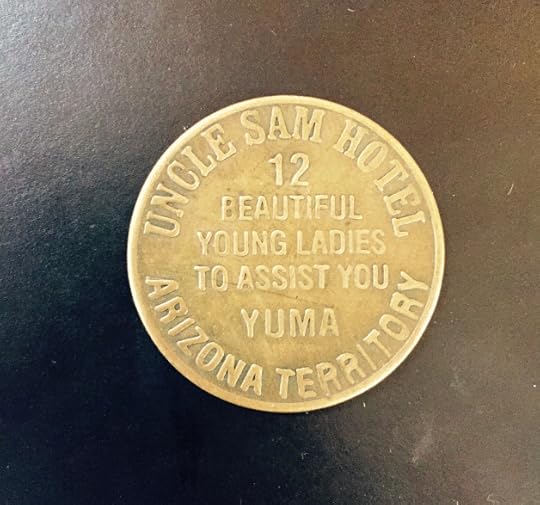 UNCLE SAM HOTEL
12
BEAUTIFUL
YOUNG LADIES
TO ASSIST YOU
YUMA
ARIZONA TERRITORY